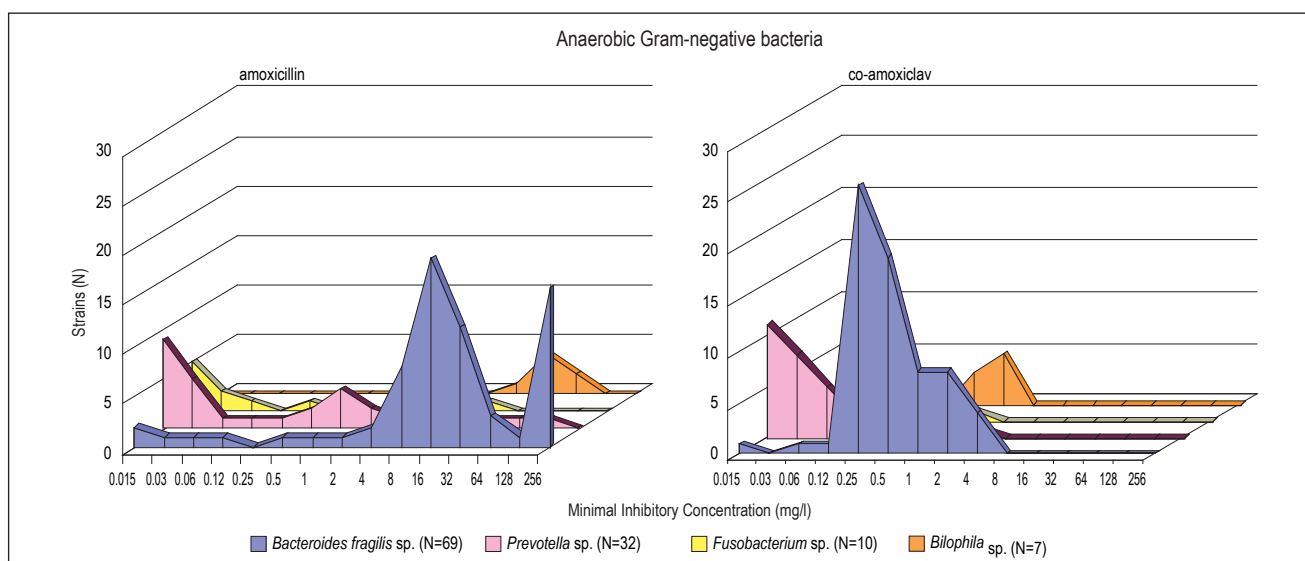 Anaerobic Gram-negative bacteria
amoxicillin
co-amoxiclav
Strains (N)
30
25
20
15
10
5
0
0.015 0.03 0.06 0.12 0.25 0.5 1 2 4 8 16 32 64 128 256
30
25
20
15
10
5
0
0.015 0.03 0.06 0.12 0.25 0.5 1 2 4 8 16 32 64 128 256
Minimal Inhibitory Concentration (mg/l)
Bacteroides fragilis sp. (N=69) Prevotella sp. (N=32) Fusobacterium sp. (N=10) Bilophila sp. (N=7)